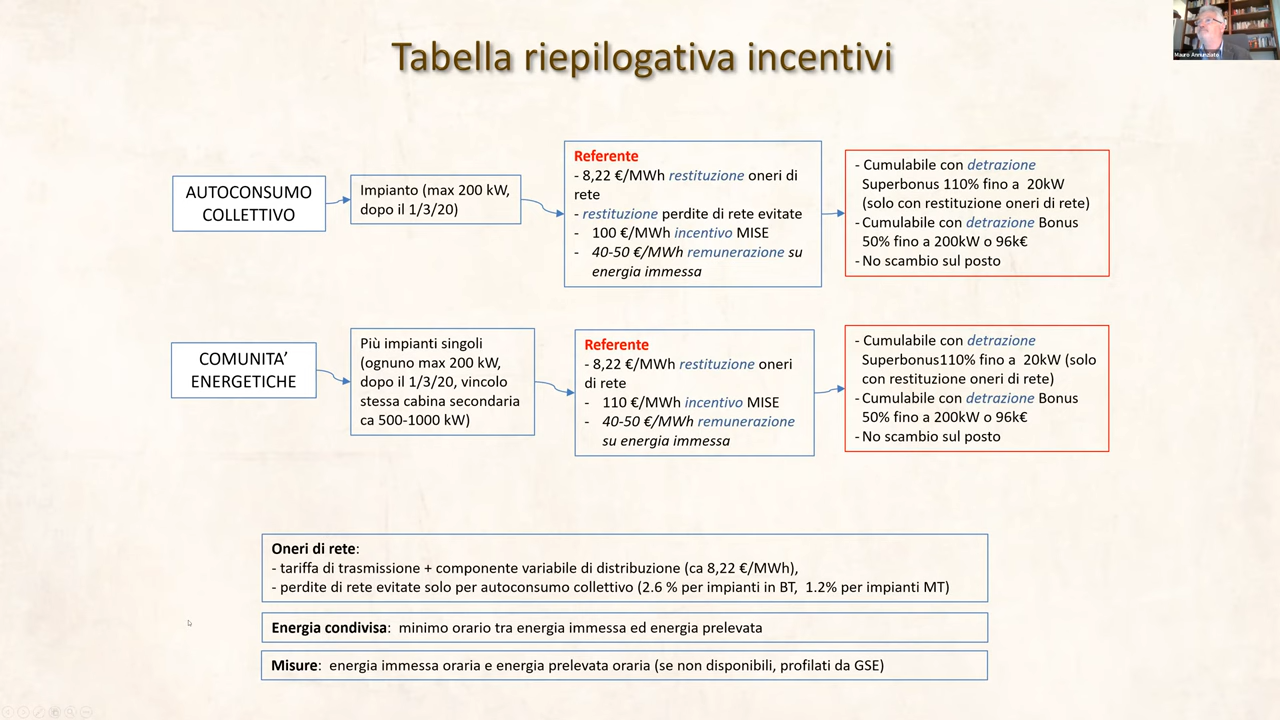 Tabella riepilogativa incentivi
Mauro Annunziato
AUTOCONSUMO
COLLETTIVO
Impianto (max 200 kW,
dopo il 1/3/20)
Referente
- 8,22 €/MWh restituzione oneri di
rete
- restituzione perdite di rete evitate
- 100 €/MWh incentivo MISE
- 40-50 €/MWh remunerazione su
energia immessa
- Cumulabile con detrazione
Superbonus 110% fino a 20kW
(solo con restituzione oneri di rete)
- Cumulabile con detrazione Bonus
50% fino a 200kW o 96k€
- No scambio sul posto
COMUNITA’
ENERGETICHE
Più impianti singoli
(ognuno max 200 kW,
dopo il 1/3/20, vincolo
stessa cabina secondaria
ca 500-1000 kW)
Referente
- 8,22 €/MWh restituzione oneri
di rete
- 110 €/MWh incentivo MISE
- 40-50 €/MWh remunerazione
su energia immessa
- Cumulabile con detrazione
Superbonus110% fino a 20kW (solo
con restituzione oneri di rete)
- Cumulabile con detrazione Bonus
50% fino a 200kW o 96k€
- No scambio sul posto
Oneri di rete:
- tariffa di trasmissione + componente variabile di distribuzione (ca 8,22 €/MWh),
- perdite di rete evitate solo per autoconsumo collettivo (2.6 % per impianti in BT, 1.2% per impianti MT)
Energia condivisa: minimo orario tra energia immessa ed energia prelevata
Misure: energia immessa oraria e energia prelevata oraria (se non disponibili, profilati da GSE)